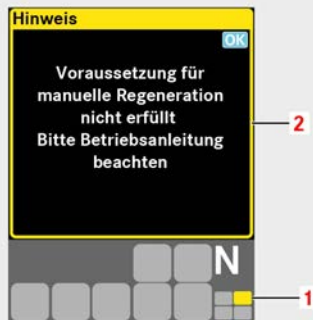 Hinweis
OK
Voraussetzung für
manuelle Regeneration
nicht erfüllt
Bitte Betriebsanleitung
beachten
2
N
1